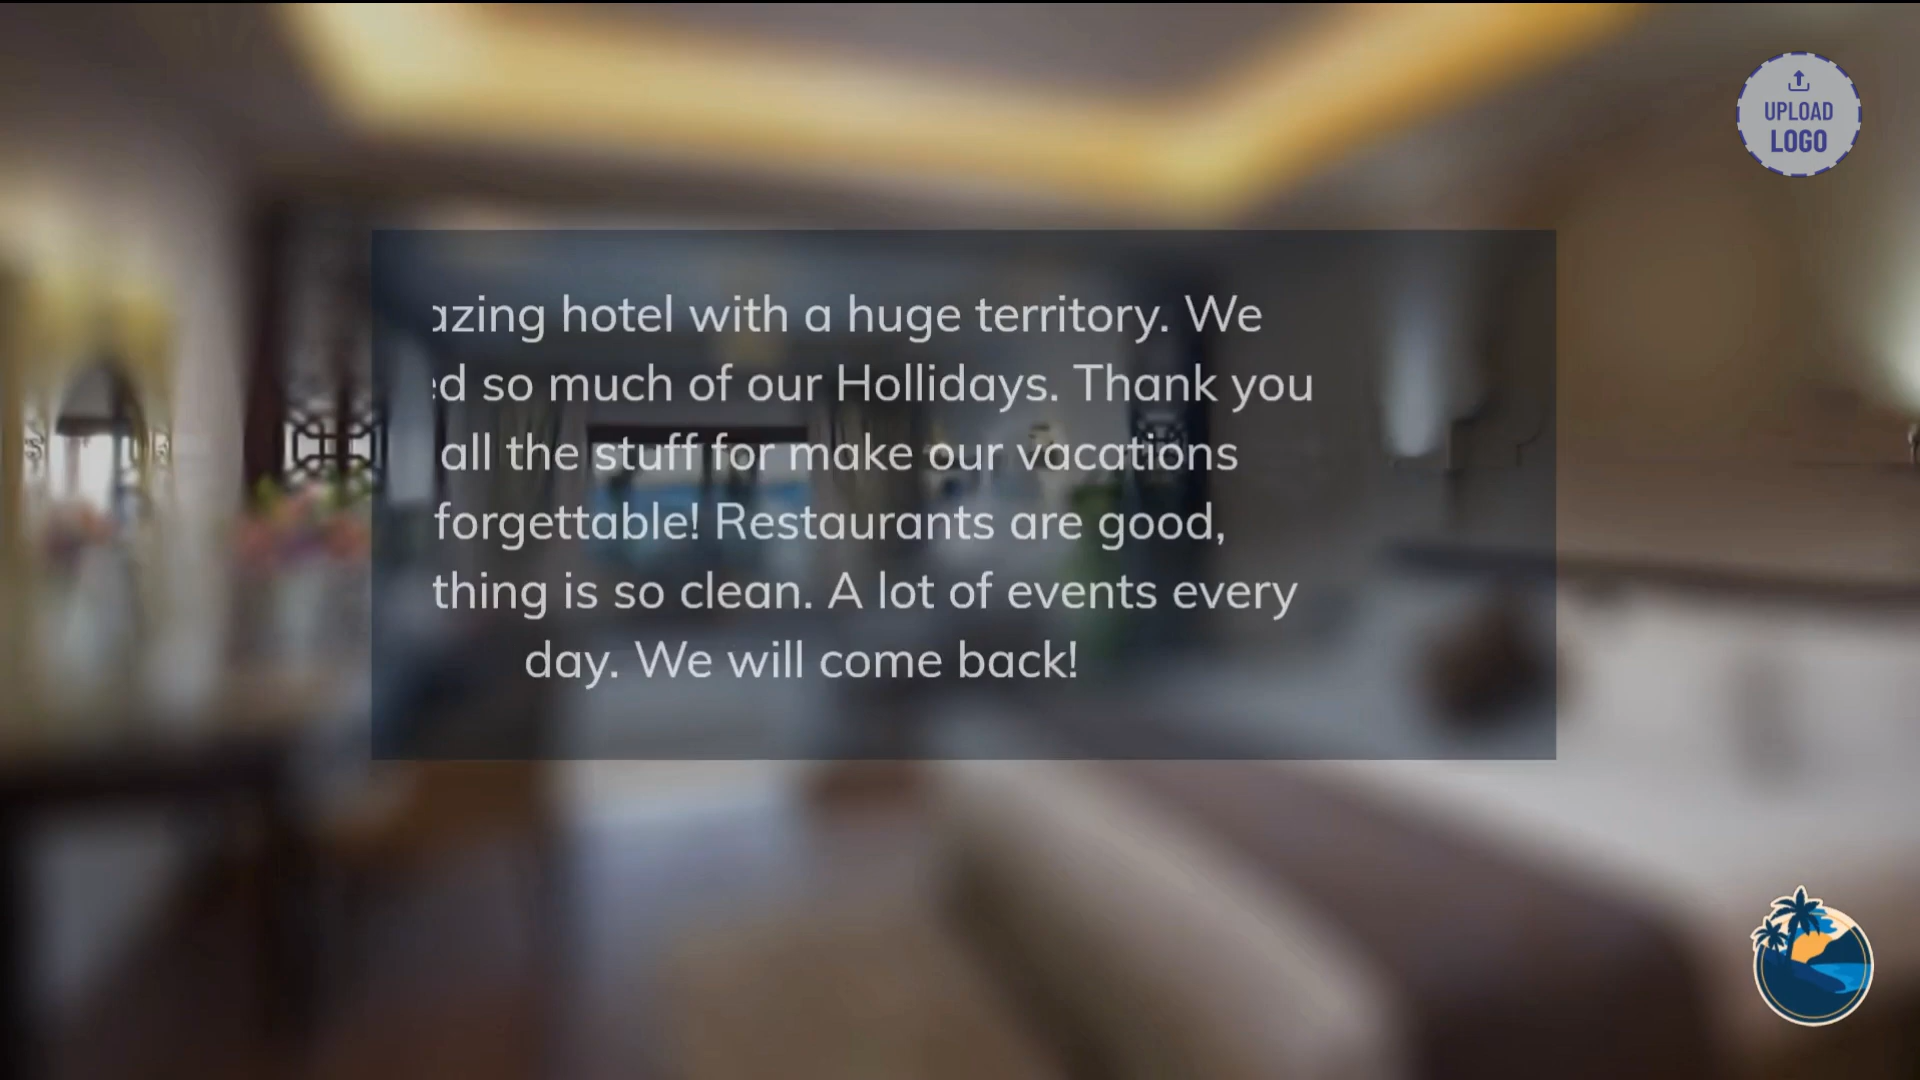 UPLOAD
LOGO
azing hotel with a huge territory. We
d so much of our Hollidays. Thank you
all the stuff for make our vacations
forgettable! Restaurants are good,
thing is so clean. A lot of events every
day. We will come back!